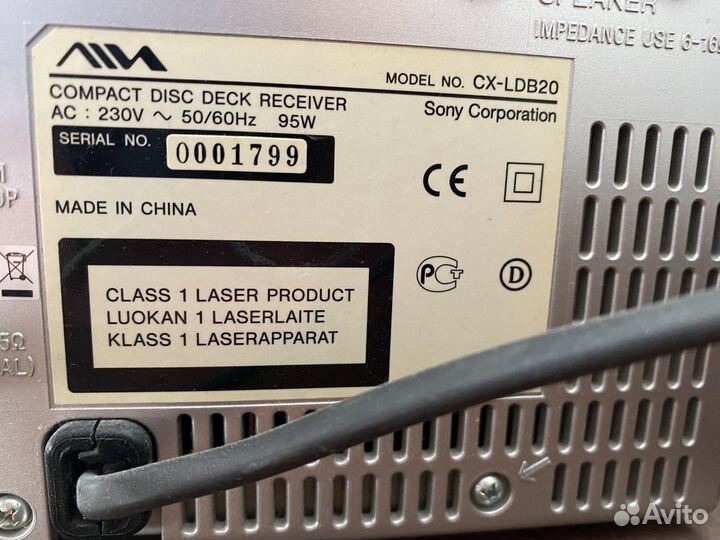 SPEAKER
IMPEDANCE USE 6-16Ω
AIWA
MODEL NO. CX-LDB20
COMPACT DISC DECK RECEIVER
Sony Corporation
AC : 230V ~ 50/60Hz 95W
SERIAL NO. 0001799
CE
MADE IN CHINA
PCT
D
CLASS 1 LASER PRODUCT
LUOKAN 1 LASERLAITE
KLASS 1 LASERAPPARAT
Avito